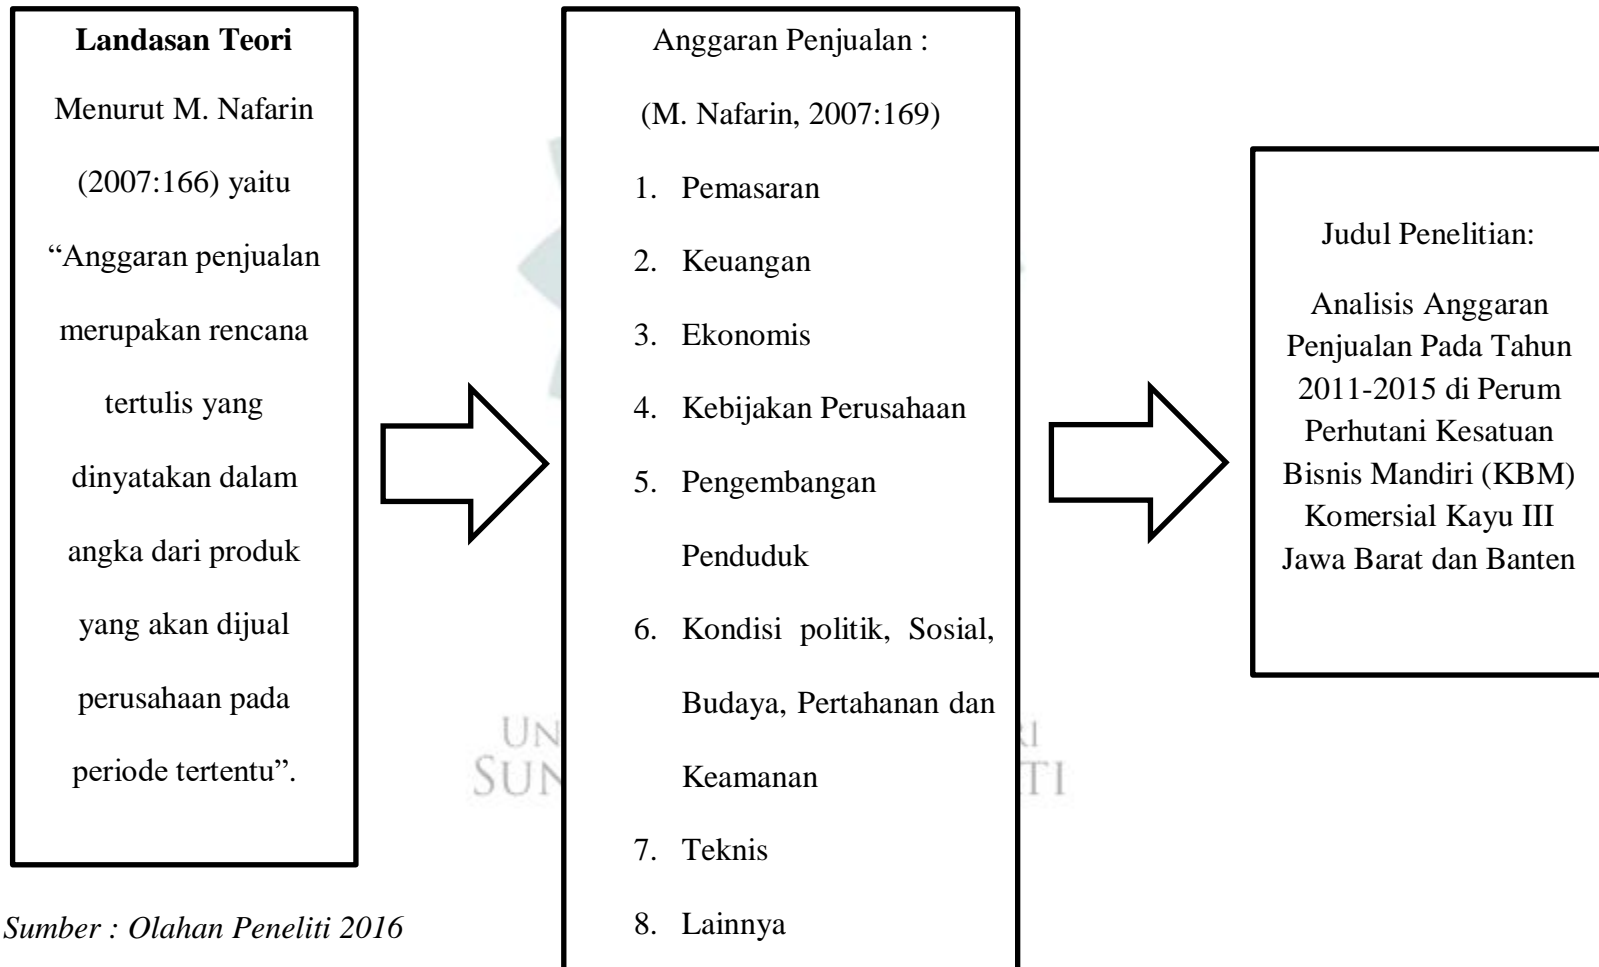 Landasan Teori
Menurut M. Nafarin
(2007:166) yaitu
“Anggaran penjualan
merupakan rencana
tertulis yang
dinyatakan dalam
angka dari produk
yang akan dijual
perusahaan pada
periode tertentu”.
Anggaran Penjualan :
(M. Nafarin, 2007:169)
1. Pemasaran
2. Keuangan
3. Ekonomis
4. Kebijakan Perusahaan
5. Pengembangan
Penduduk
6. Kondisi politik, Sosial,
Budaya, Pertahanan dan
Keamanan
7. Teknis
8. Lainnya
Judul Penelitian:
Analisis Anggaran
Penjualan Pada Tahun
2011-2015 di Perum
Perhutani Kesatuan
Bisnis Mandiri (KBM)
Komersial Kayu III
Jawa Barat dan Banten
Sumber : Olahan Peneliti 2016